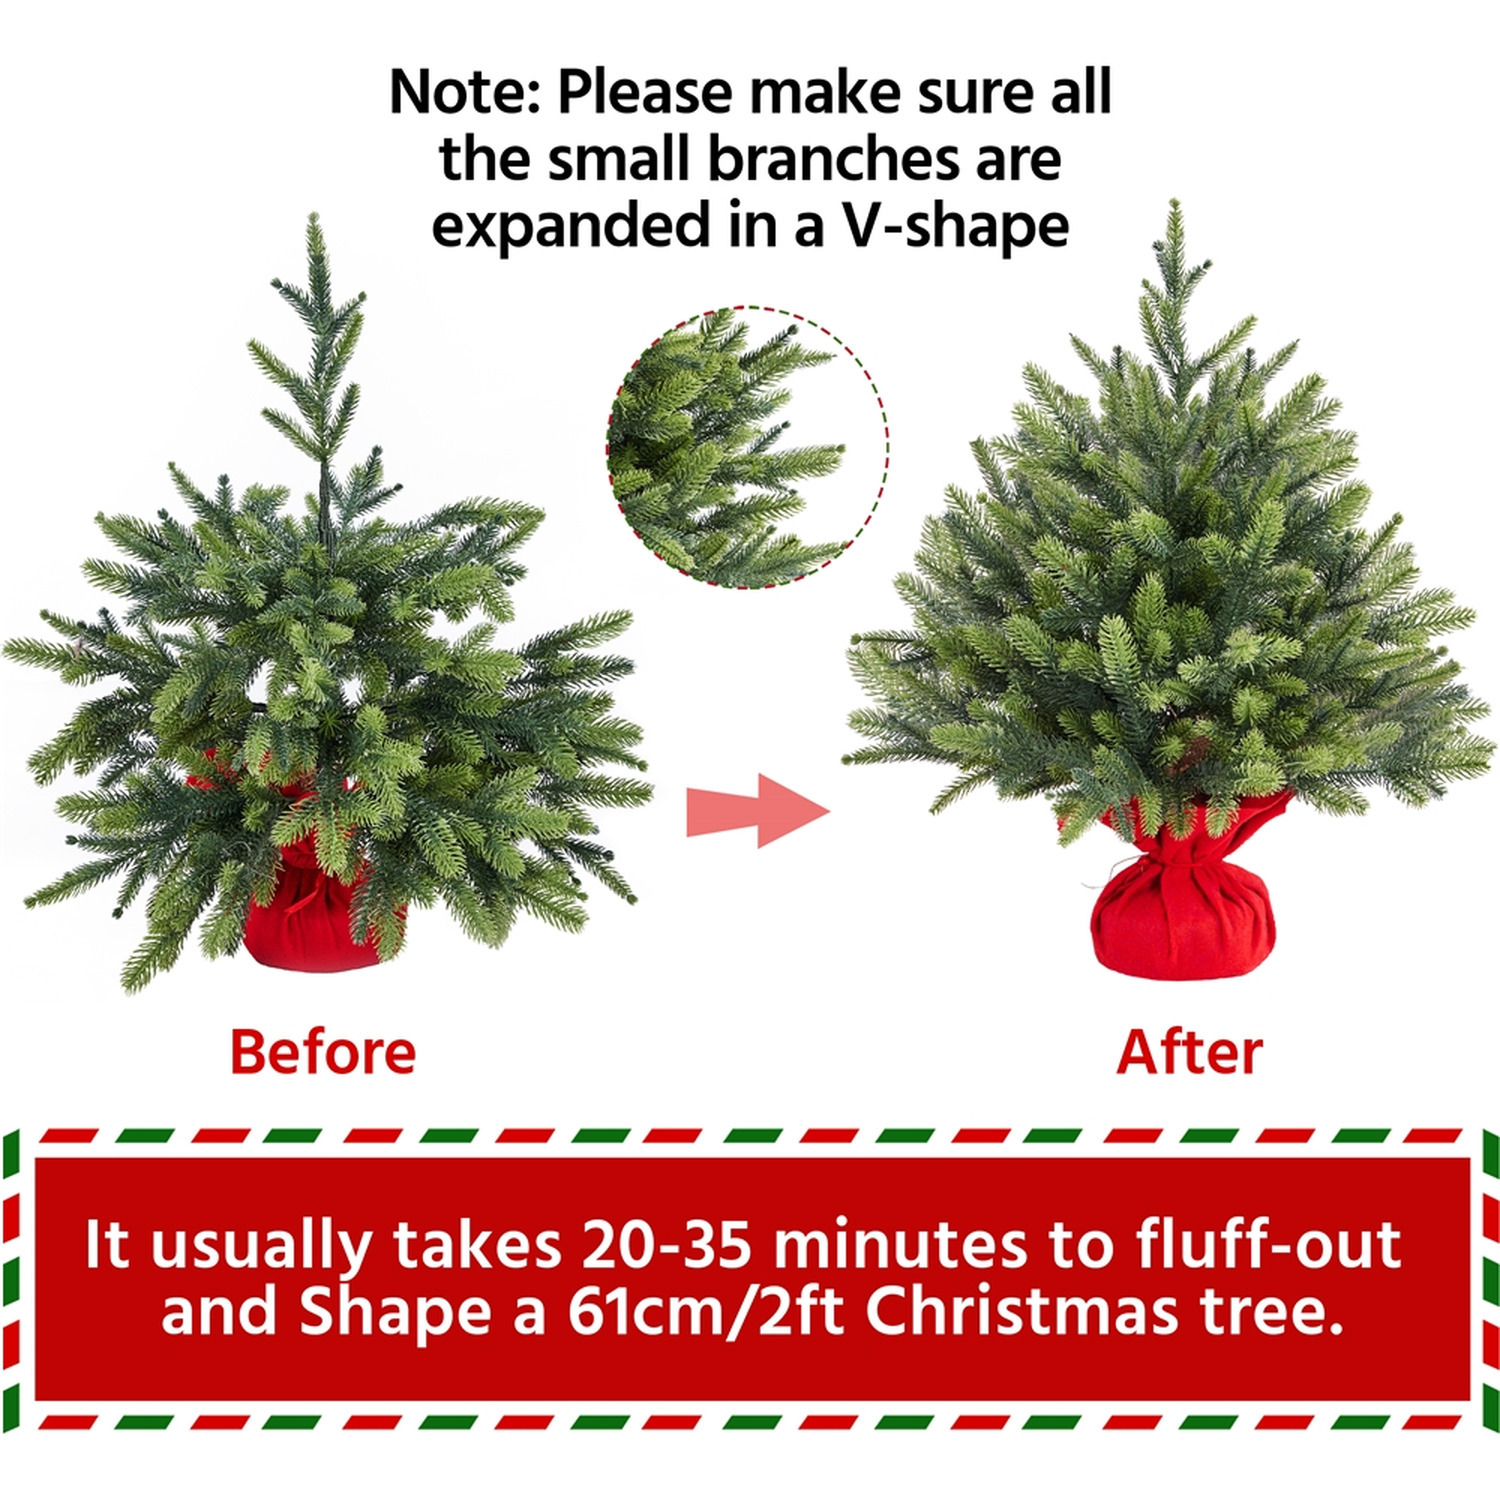 Note: Please make sure all
the small branches are
expanded in a V-shape
Before
After
It usually takes 20-35 minutes to fluff-out
and Shape a 61cm/2ft Christmas tree.